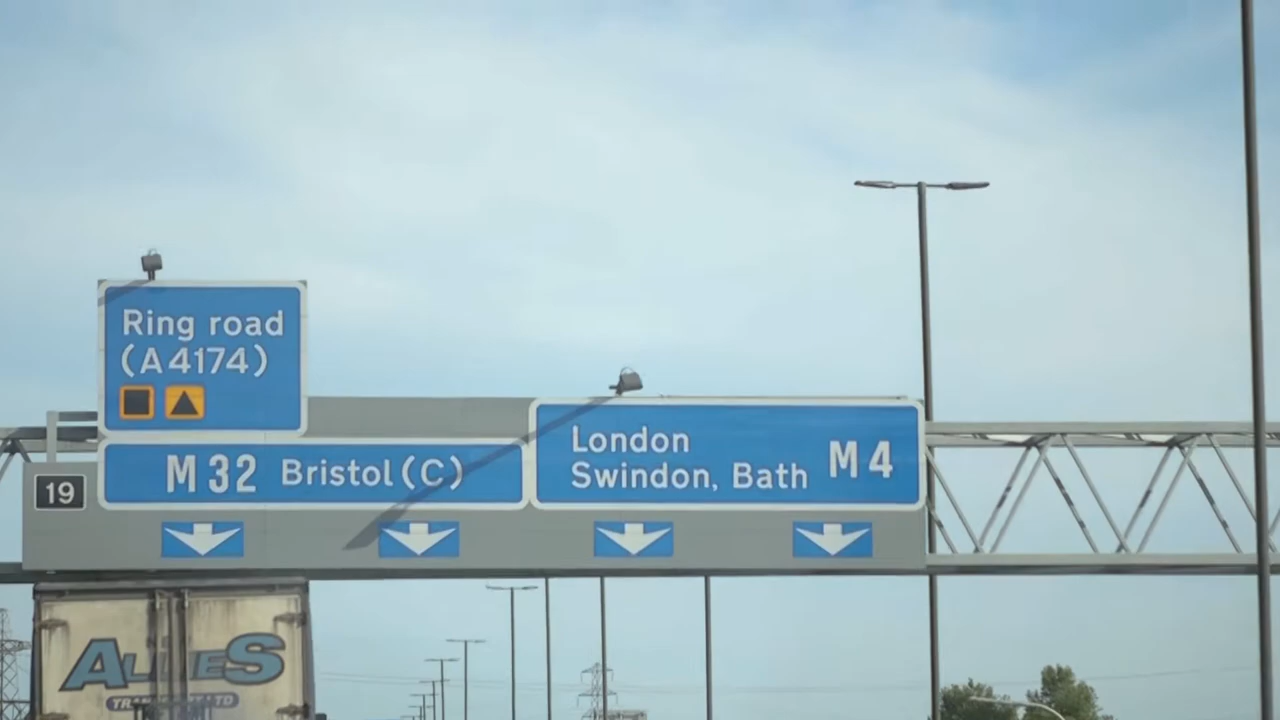 Ring road
(A4174)
M32 Bristol (C)
London
Swindon, Bath
M4
19
ALLIES